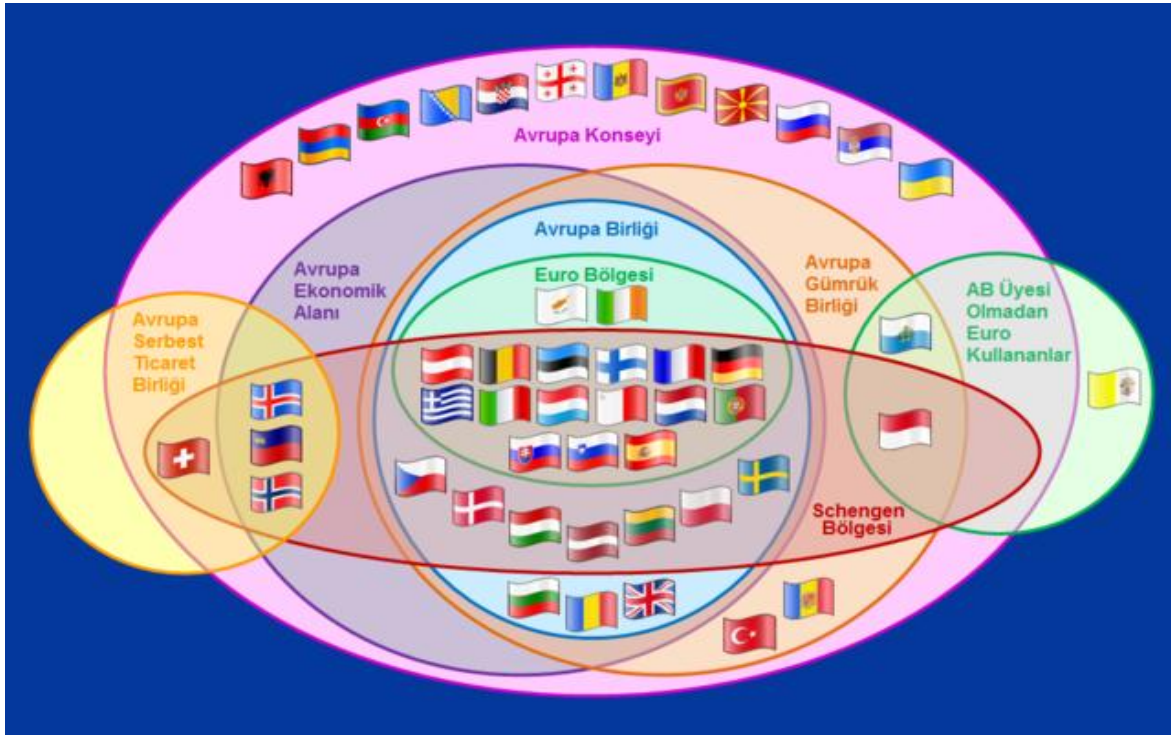 Avrupa Konseyi
Avrupa Birliği
Euro Bölgesi
Avrupa
Ekonomik
Alanı
Avrupa
Gümrük
Birliği
AB Üyesi
Olmadan
Euro
Kullananlar
Avrupa
Serbest
Ticaret
Birliği
Schengen
Bölgesi